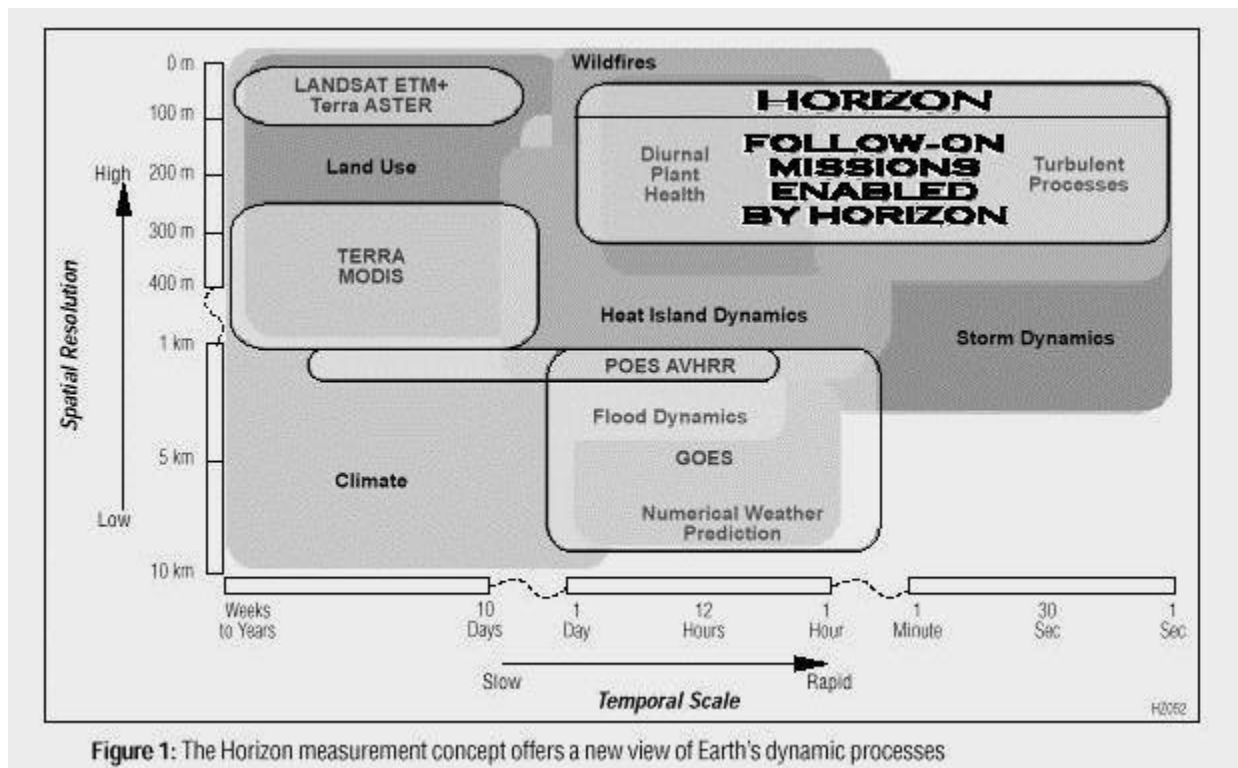 Wildfires
0 m
LANDSAT ETM+
Terra ASTER
100 m
HORIZON
FOLLOW-ON
MISSIONS
ENABLED
BY HORIZON
Diurnal
Plant
Health
Turbulent
Processes
Land Use
High
200 m
300 m
TERRA
MODIS
400 m
Heat Island Dynamics
Storm Dynamics
Spatial Resolution
1 km
POES AVHRR
Flood Dynamics
5 km
GOES
Climate
Numerical Weather
Prediction
Low
10 km
Weeks
to Years
10
Days
1
Day
12
Hours
1
Hour
1
Minute
30
Sec
1
Sec
Slow
Rapid
Temporal Scale
HZ052
Figure 1: The Horizon measurement concept offers a new view of Earth's dynamic processes